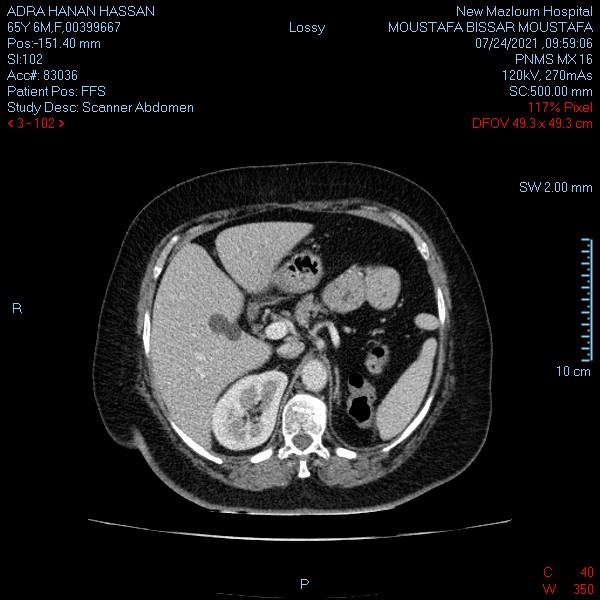 ADRA HANAN HASSAN
65Y 6M,F,00399667
Pos:-151.40 mm
SI:102
Acc#: 83036
Patient Pos: FFS
Study Desc: Scanner Abdomen
< 3 - 102 >
Lossy
New Mazloum Hospital
MOUSTAFA BISSAR MOUSTAFA
07/24/2021 ,09:59:06
PNMS MX 16
120kV, 270mAs
SC:500.00 mm
117% Pixel
DFOV 49.3 x 49.3 cm
SW 2.00 mm
R
10 cm
P
C 40
W 350